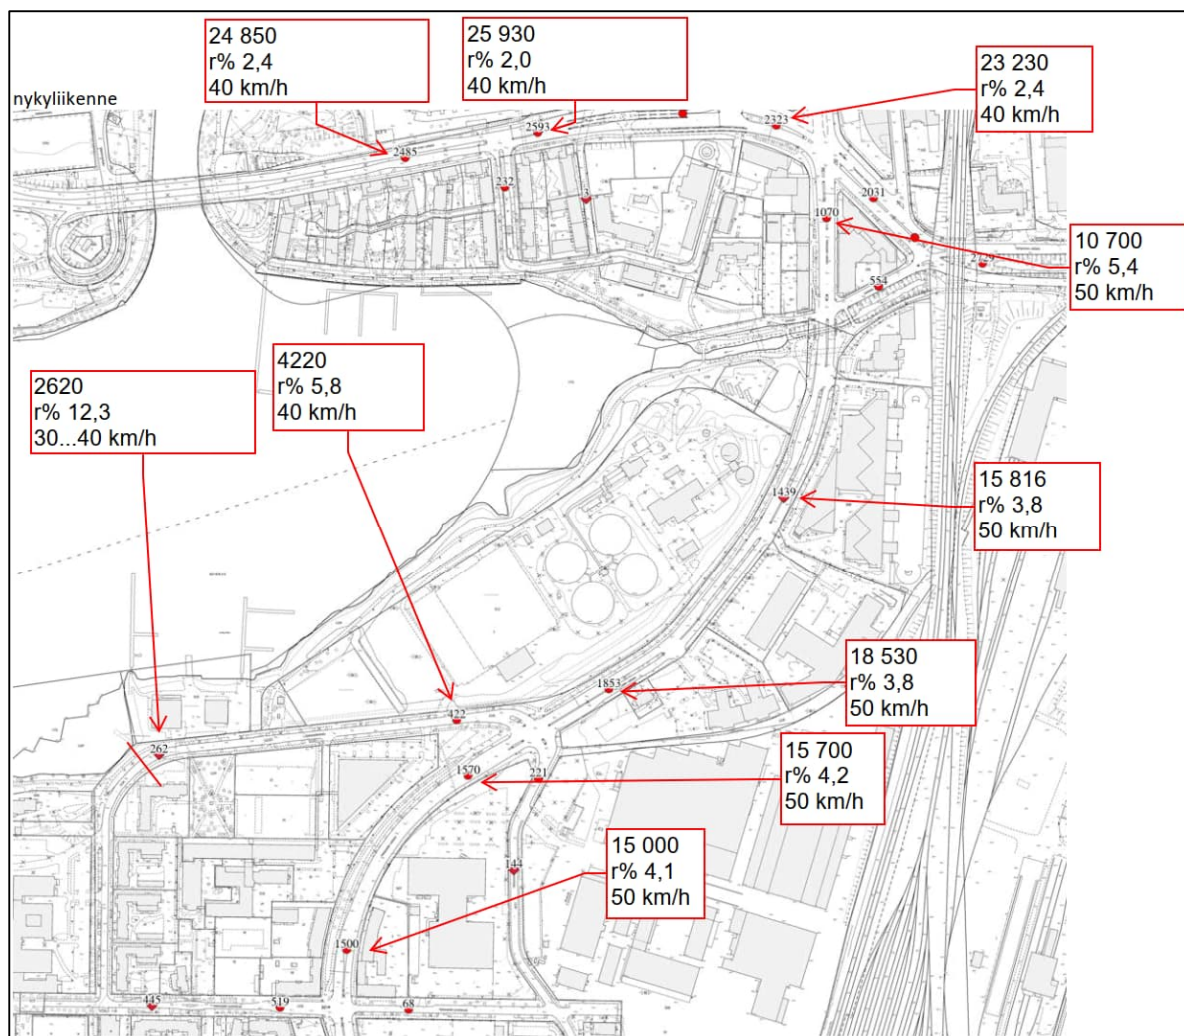 24 850
r% 2,4
40 km/h
25 930
r% 2,0
40 km/h
23 230
r% 2,4
40 km/h
nykyliikenne
2593
2323
2485
232
3
2031
1070
10 700
r% 5,4
50 km/h
2729
554
4220
r% 5,8
40 km/h
2620
r% 12,3
30...40 km/h
15 816
r% 3,8
50 km/h
1439
18 530
r% 3,8
50 km/h
1853
422
262
15 700
r% 4,2
50 km/h
1570
221
15 000
r% 4,1
50 km/h
144
1500
445
519
68